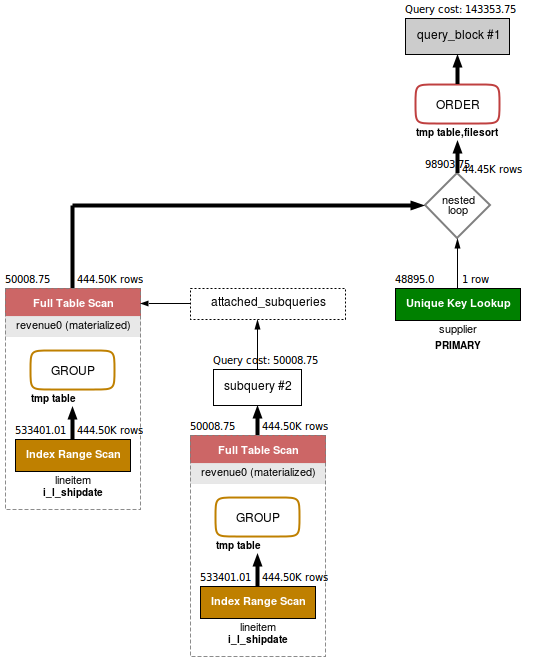 Query cost: 143353.75
query_block #1
ORDER
tmp table,filesort
98903.75
44.45K rows
nested
loop
50008.75 444.50K rows
Full Table Scan
revenue0 (materialized)
GROUP
tmp table
533401.01 444.50K rows
Index Range Scan
lineitem
i_l_shipdate
attached_subqueries
Query cost: 50008.75
subquery #2
50008.75 444.50K rows
Full Table Scan
revenue0 (materialized)
GROUP
tmp table
533401.01 444.50K rows
Index Range Scan
lineitem
i_l_shipdate
48895.0 1 row
Unique Key Lookup
supplier
PRIMARY